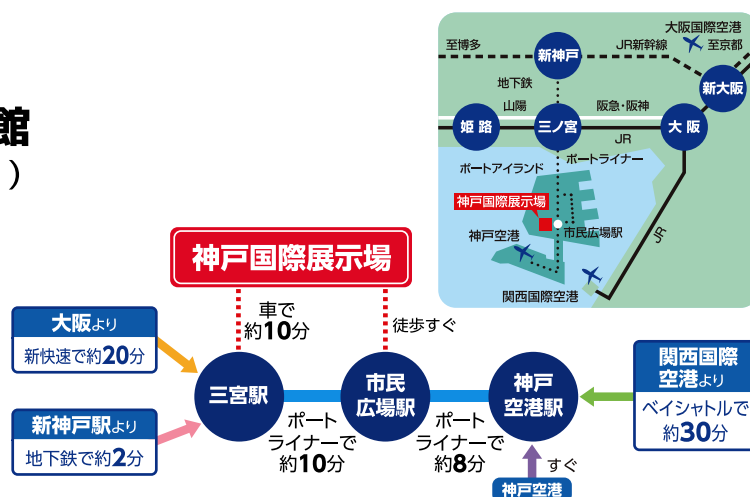 館
）
大阪国際空港
至博多
JR新幹線
至京都
新神戸
新大阪
地下鉄
山陽
阪急・阪神
姫路
三ノ宮
大阪
JR
ポートアイランド
ポートライナー
神戸国際展示場
市民広場駅
神戸空港
JR
関西国際空港
神戸国際展示場
車で
約10分
徒歩すぐ
大阪より
新快速で約20分
新神戸駅より
地下鉄で約2分
三宮駅
ポート
ライナーで
約10分
市民
広場駅
ポート
ライナーで
約8分
神戸
空港駅
関西国際
空港より
ベイシャトルで
約30分
すぐ
神戸空港